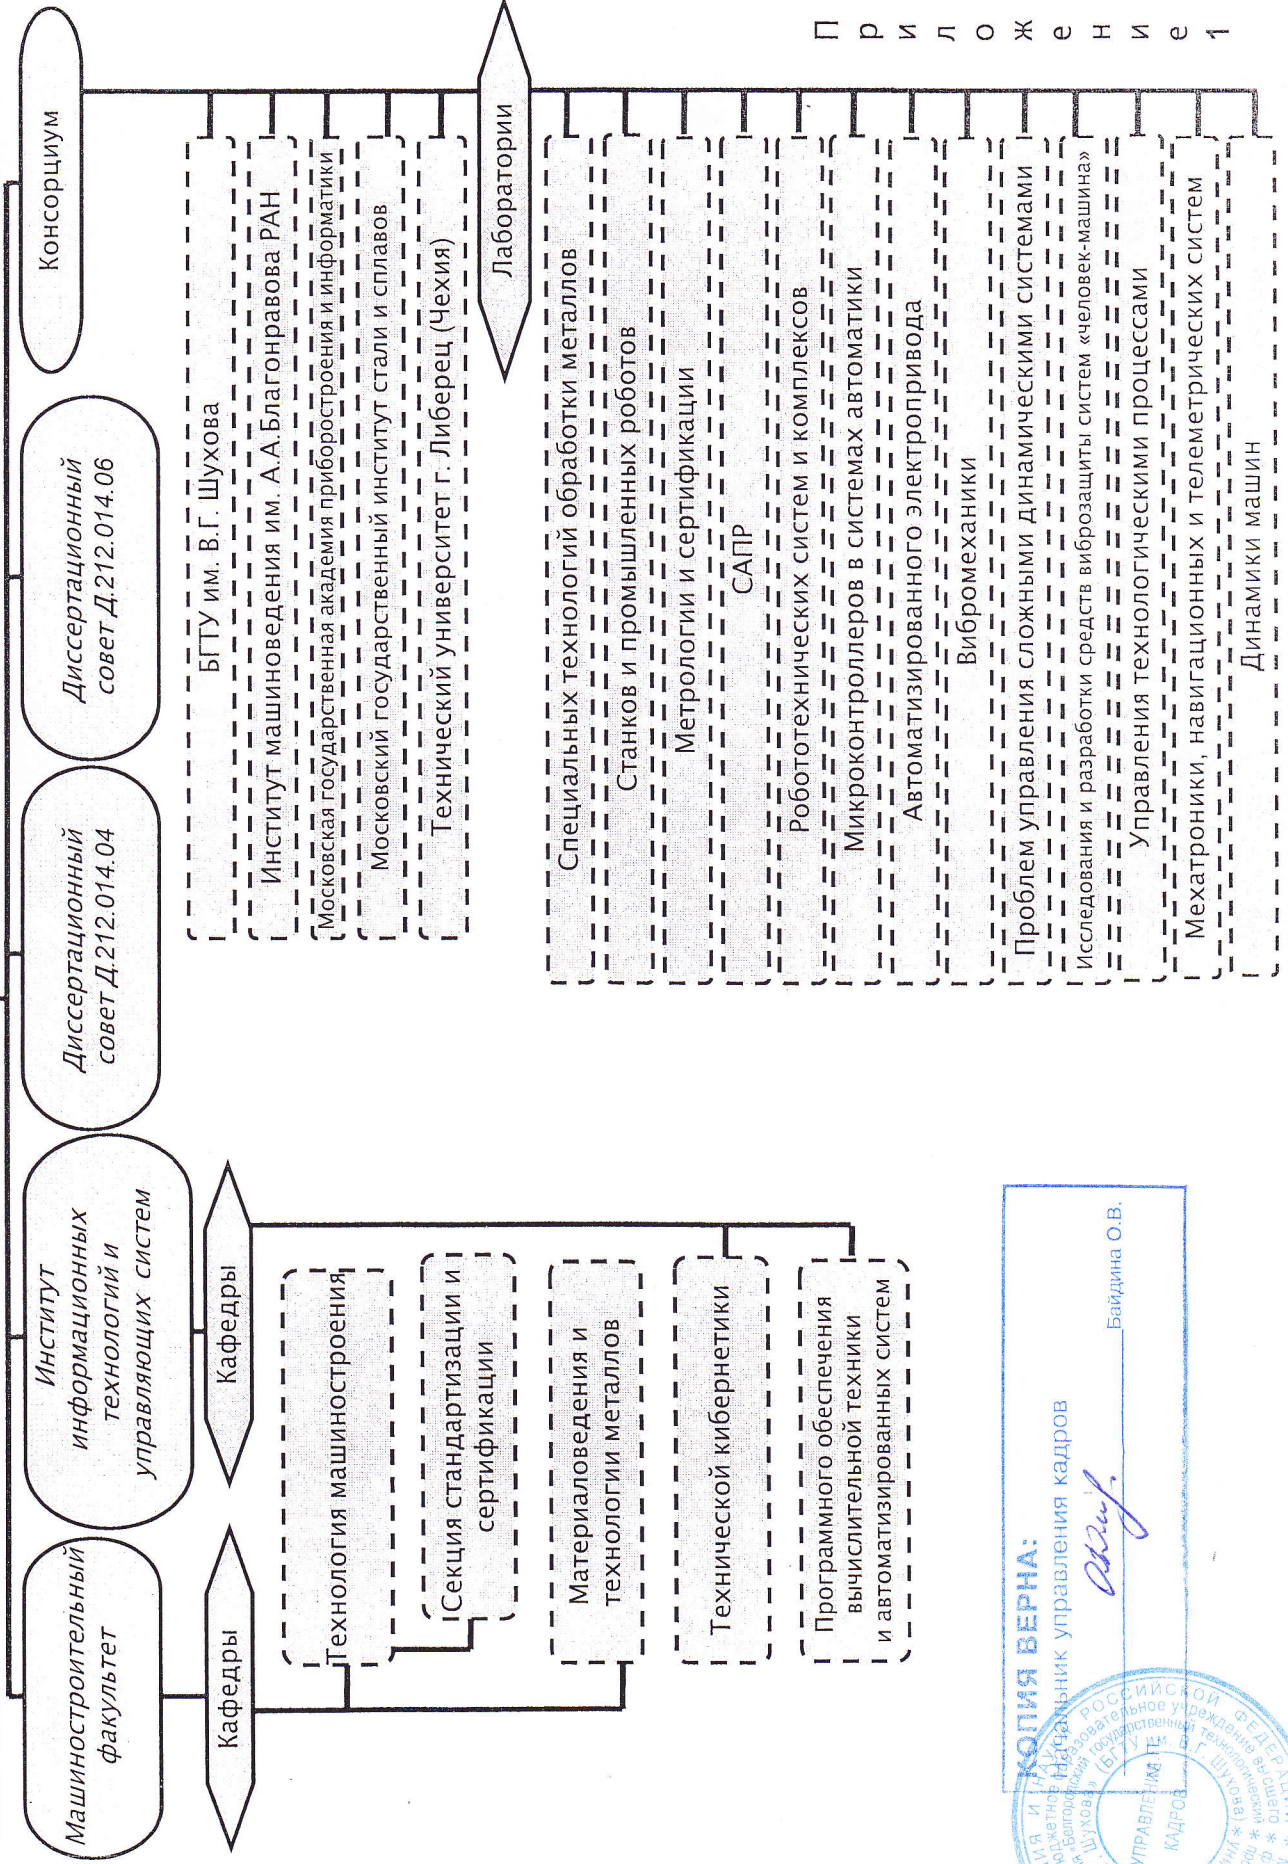 Приложение 1
Машиностроительный
факультет
Институт
информационных
технологий и
управляющих систем
Диссертационный
совет Д.212.014.04
Диссертационный
совет Д.212.014.06
Консорциум
Кафедры
Кафедры
Технология машиностроения
Секция стандартизации и
сертификации
Материаловедения и
технологии металлов
Технической кибернетики
Программного обеспечения
вычислительной техники
и автоматизированных систем
БГТУ им. В.Г. Шухова
Институт машиноведения им. А.А.Благонравова РАН
Московская государственная академия приборостроения и информатики
Московский государственный институт стали и сплавов
Технический университет г. Либерец (Чехия)
Лаборатории
Специальных технологий обработки металлов
Станков и промышленных роботов
Метрологии и сертификации
САПР
Робототехнических систем и комплексов
Микроконтроллеров в системах автоматики
Автоматизированного электропривода
Вибромеханики
Проблем управления сложными динамическими системами
Исследования и разработки средств виброзащиты систем «человек-машина»
Управления технологическими процессами
Мехатроники, навигационных и телеметрических систем
Динамики машин
КОПИЯ ВЕРНА:
Начальник управления кадров
Байдина О.В.
УПРАВЛЕНИЕ
КАДРОВ